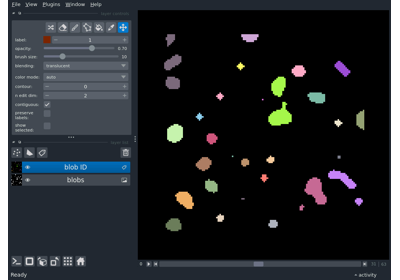 File View Plugins Window Help
label: 1
opacity: 0.70
brush size: 10
blending: translucent
color mode: auto
contour: 0
n edit dim: 2
contiguous:
preserve labels:
show selected:
blob ID
blobs
Ready
activity